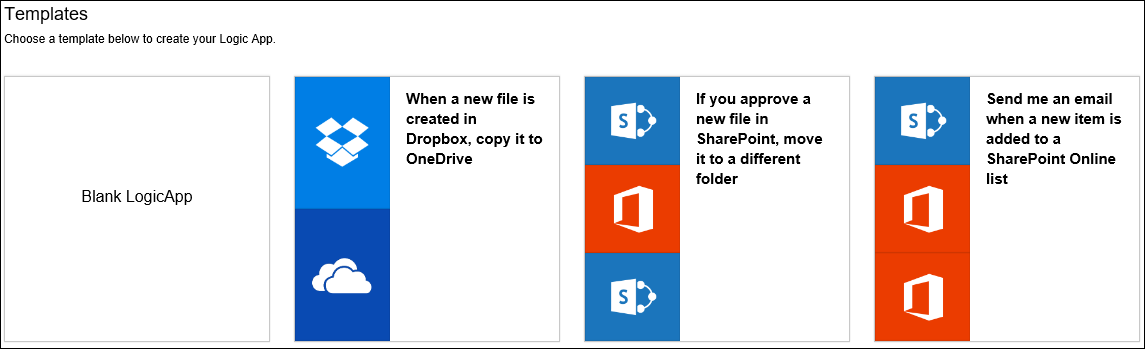 Templates
Choose a template below to create your Logic App.
Blank LogicApp
When a new file is
created in
Dropbox, copy it to
OneDrive
If you approve a
new file in
SharePoint, move
it to a different
folder
Send me an email
when a new item is
added to a
SharePoint Online
list
S
S
S